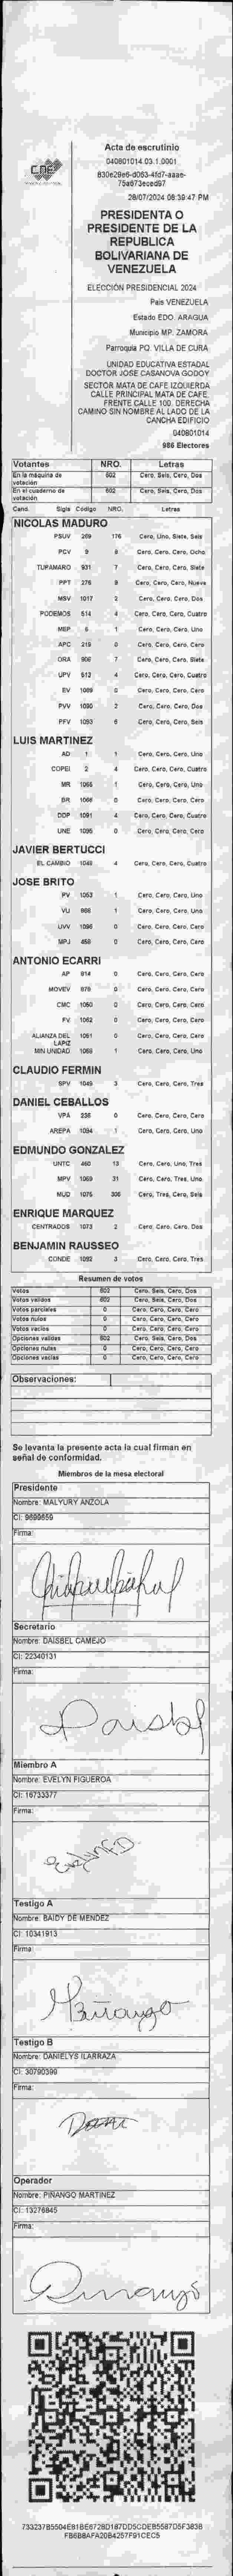 CNE
Acta de escrutinio
040801014.03.1.0001
28/07/2024 08:39:47 PM
PRESIDENTA O
PRESIDENTE DE LA
REPUBLICA
BOLIVARIANA DE
VENEZUELA
ELECCIÓN PRESIDENCIAL 2024
Pais VENEZUELA
Estado EDO. ARAGUA
Municipio MP. ZAMORA
Parroquia PQ. VILLA DE CURA
UNIDAD EDUCATIVA ESTADAL
DOCTOR JOSE CASANOVA GODOY
SECTOR MATA DE CAFE IZQUIERDA
CALLE PRINCIPAL MATA DE CAFE.
FRENTE CALLE 100. DERECHA
CAMINO SIN NOMBRE AL LADO DE LA
CANCHA EDIFICIO
040801014
986 Electores
Votantes NRO. Letras
En la máquina de votación 602 Cero, Seis, Cero, Dos
En el cuaderno de votación 602 Cero, Seis, Cero, Dos
Cand. Sigla Codigo NRO. Letras
NICOLAS MADURO
PSUV 269 176 Cero, Uno, Siete, Seis
PCV 9 8 Cero, Cero, Cero, Ocho
TUPAMARO 931 7 Cero, Cero, Cero, Siete
PPT 276 Cero, Cero, Cero, Nueve
MSV 1017 2 Cero, Cero, Cero, Dos
PODEMOS 514 4 Cero, Cero, Cero, Cuatro
MEP 6 1 Cero, Cero, Cero, Uno
APC 219 0 Cero, Cero, Cero, Cero
ORA 906 7 Cero, Cero, Cero, Siete
UPV 512 4 Cero, Cero, Cero, Cuatro
EV 1089 0 Cero, Cero, Cero, Cero
PVV 1090 2 Cero, Cero, Cero, Dos
PFV 1093 6 Cero, Cero, Cero, Seis
LUIS MARTINEZ
AD 1 1 Cero, Cero, Cero, Uno
COPEI 2 4 Cero, Cero, Cero, Cuatro
MR 1065 1 Cero, Cero, Cero, Uno
BR 1066 0 Cero, Cero, Cero, Cero
DDP 1091 4 Cero, Cero, Cero, Cuatro
UNE 1095 0 Cero, Cero, Cero, Cero
JAVIER BERTUCCI
EL CAMBIO 1048 4 Cero, Cero, Cero, Cuatro
JOSE BRITO
PV 1053 1 Cero, Cero, Cero, Uno
VU 868 1 Cero, Cero, Cero, Uno
UVV 1096 0 Cero, Cero, Cero, Cero
MPJ 458 0 Cero, Cero, Cero, Cero
ANTONIO ECARRI
AP 814 0 Cero, Cero, Cero, Cero
MOVEV 879 0 Cero, Cero, Cero, Cero
CMC 1050 0 Cero, Cero, Cero, Cero
FV 1062 0 Cero, Cero, Cero, Cero
ALIANZA DEL LAPIZ 1051 0 Cero, Cero, Cero, Cero
MIN UNIDAD 1068 1 Cero, Cero, Cero, Uno
CLAUDIO FERMIN
SPV 1049 3 Cero, Cero, Cero, Tres
DANIEL CEBALLOS
VPA 236 0 Cero, Cero, Cero, Cero
AREPA 1094 1 Cero, Cero, Cero, Uno
EDMUNDO GONZALEZ
UNTC 460 13 Cero, Cero, Uno, Tres
MPV 1069 31 Cero, Cero, Tres, Uno
MUD 1075 306 Cero, Tres, Cero, Seis
ENRIQUE MARQUEZ
CENTRADOS 1073 2 Cero, Cero, Cero, Dos
BENJAMIN RAUSSEO
CONDE 1092 3 Cero, Cero, Cero, Tres
Resumen de votos
Votos 602 Cero, Seis, Cero, Dos
Votos validos 602 Cero, Seis, Cero, Dos
Votos parciales 0 Cero, Cero, Cero, Cero
Votos nulos 0 Cero, Cero, Cero, Cero
Votos vacios 0 Cero, Cero, Cero, Cero
Opciones validas 602 Cero, Seis, Cero, Dos
Opciones nulas 0 Cero, Cero, Cero, Cero
Opciones vacias 0 Cero, Cero, Cero, Cero
Observaciones:
Se levanta la presente acta la cual firman en
señal de conformidad.
Miembros de la mesa electoral
Presidente
Nombre: MALYURY ANZOLA
CI: 9699659
Firma:
Secretario
Nombre: DAISBEL CAMEJO
CI: 22340131
Firma:
Daisbel
Miembro A
Nombre: EVELYN FIGUEROA
CI: 16733377
Firma:
Testigo A
Nombre: BAIDY DE MENDEZ
CI: 10341913
Firma:
Testigo B
Nombre: DANIELYS ILARRAZA
CI: 30790399
Firma:
Operador
Nombre: PIÑANGO MARTINEZ
CI: 13276845
Firma: